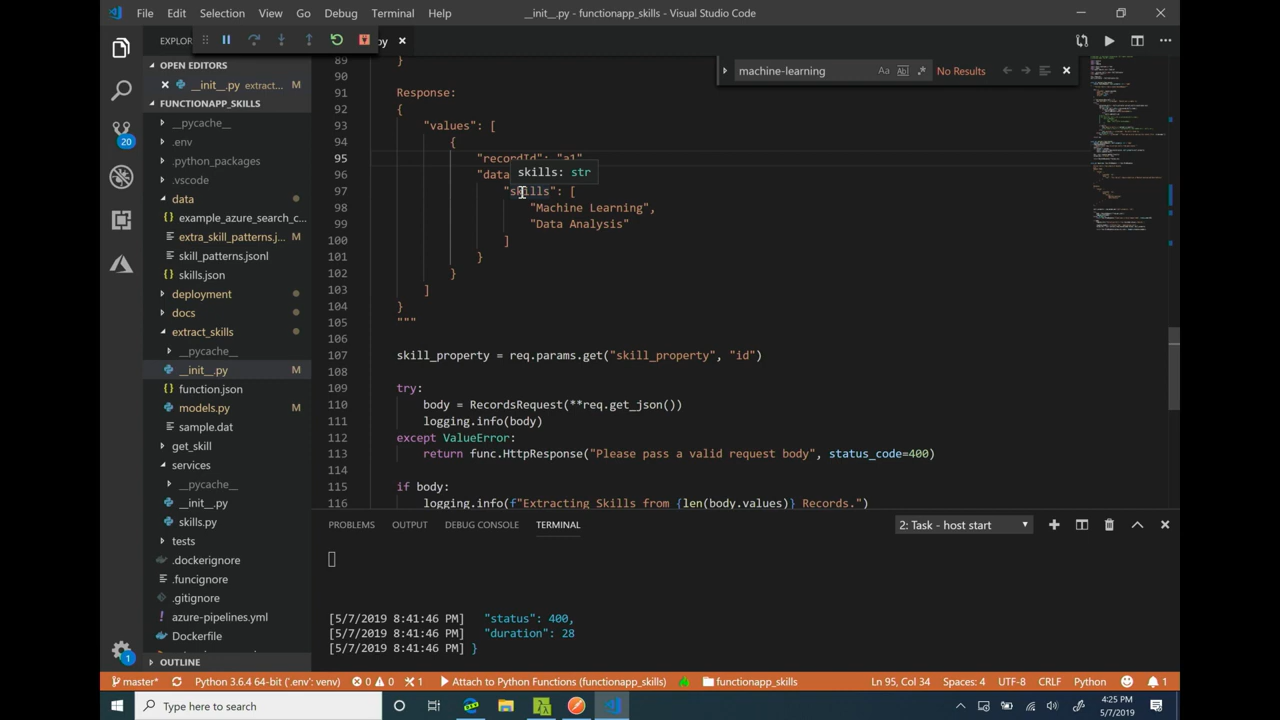 File Edit Selection View Go Debug Terminal Help
__init__.py - functionapp_skills - Visual Studio Code
EXPLOR
py
OPEN EDITORS
__init__.py extract... M
FUNCTIONAPP_SKILLS
__pycache__
.env
.python_packages
.vscode
data
example_azure_search_c...
extra_skill_patterns.j...
skill_patterns.jsonl
skills.json
deployment
docs
extract_skills
__pycache__
__init__.py M
function.json
models.py M
sample.dat
get_skill
services
__pycache__
__init__.py
skills.py
tests
.dockerignore
.funcignore
.gitignore
azure-pipelines.yml
Dockerfile
OUTLINE
20
1
machine-learning Aa Abl .* No Results
89 }
90
91 Response:
92 {
93 "values": [
94 {
95 "recordId": "a1"
96 "data
skills: str
97 "skills": [
98 "Machine Learning",
99 "Data Analysis"
100 ]
101 }
102 }
103 ]
104 }
105 """
106
107 skill_property = req.params.get("skill_property", "id")
108
109 try:
110 body = RecordsRequest(**req.get_json())
111 logging.info(body)
112 except ValueError:
113 return func.HttpResponse("Please pass a valid request body", status_code=400)
114
115 if body:
116 logging.info(f"Extracting Skills from {len(body.values)} Records.")
PROBLEMS OUTPUT DEBUG CONSOLE TERMINAL
2: Task - host start
[5/7/2019 8:41:46 PM] "status": 400,
[5/7/2019 8:41:46 PM] "duration": 28
[5/7/2019 8:41:46 PM] }
master* Python 3.6.4 ('.env': venv) 0 0 1 Attach to Python Functions (functionapp_skills) functionapp_skills Ln 95, Col 34 Spaces: 4 UTF-8 CRLF Python 1
Type here to search
4:25 PM
5/7/2019